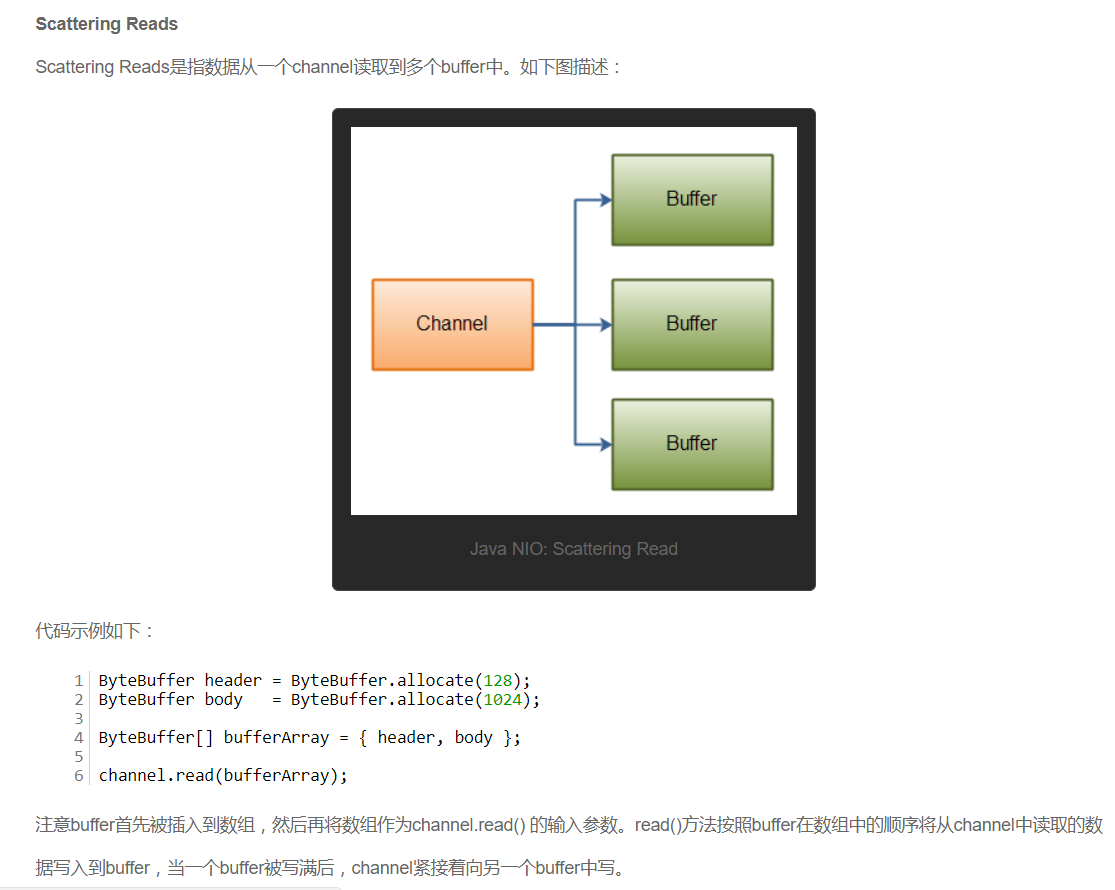 Scattering Reads
Scattering Reads是指数据从一个channel读取到多个buffer中。如下图描述：
Buffer
Channel
Buffer
Buffer
Java NIO: Scattering Read
代码示例如下：
1 ByteBuffer header = ByteBuffer.allocate(128);
2 ByteBuffer body   = ByteBuffer.allocate(1024);
3
4 ByteBuffer[] bufferArray = { header, body };
5
6 channel.read(bufferArray);
注意buffer首先被插入到数组，然后再将数组作为channel.read() 的输入参数。read()方法按照buffer在数组中的顺序将从channel中读取的数
据写入到buffer，当一个buffer被写满后，channel紧接着向另一个buffer中写。